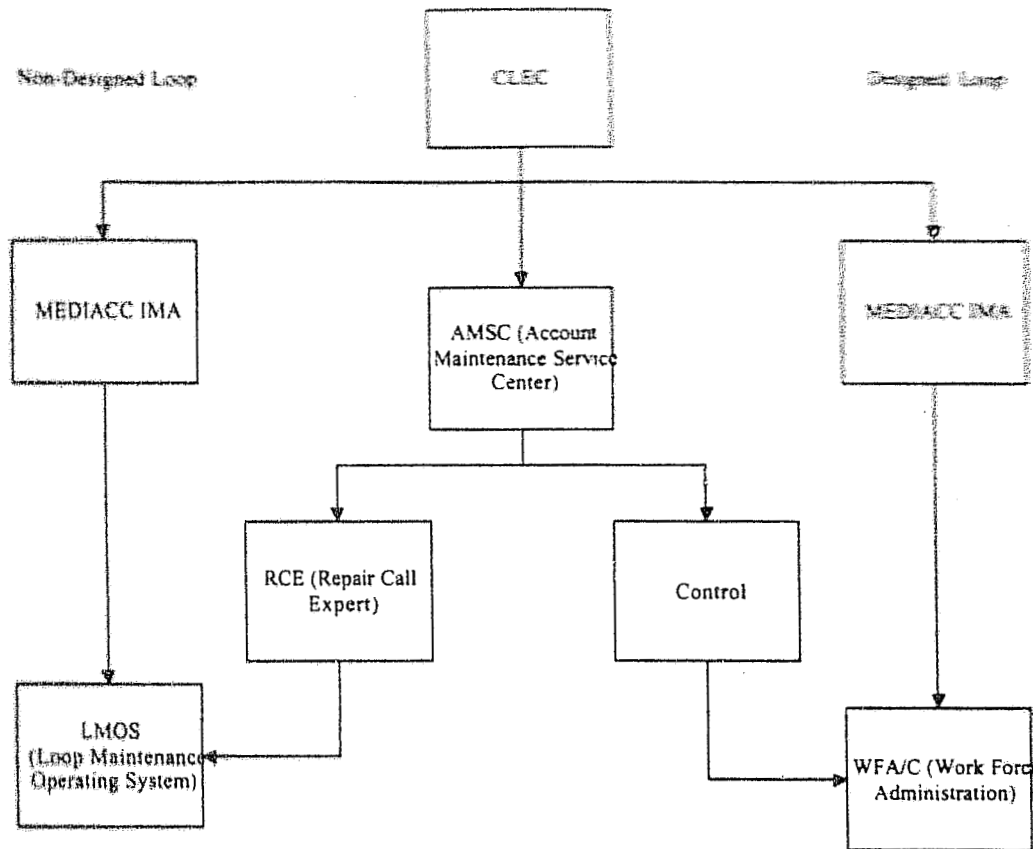 Non-Designed Loop
CLEC
Designed Loop
MEDIACC IMA
AMSC (Account
Maintenance Service
Center)
MEDIACC IMA
RCE (Repair Call
Expert)
Control
LMOS
(Loop Maintenance
Operating System)
WFA/C (Work Forc
Administration)